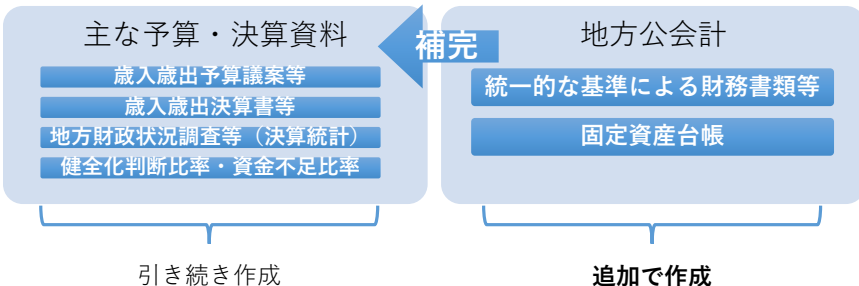 主な予算・決算資料
歳入歳出予算議案等
歳入歳出決算書等
地方財政状況調査等（決算統計）
健全化判断比率・資金不足比率
引き続き作成
補完
地方公会計
統一的な基準による財務書類等
固定資産台帳
追加で作成